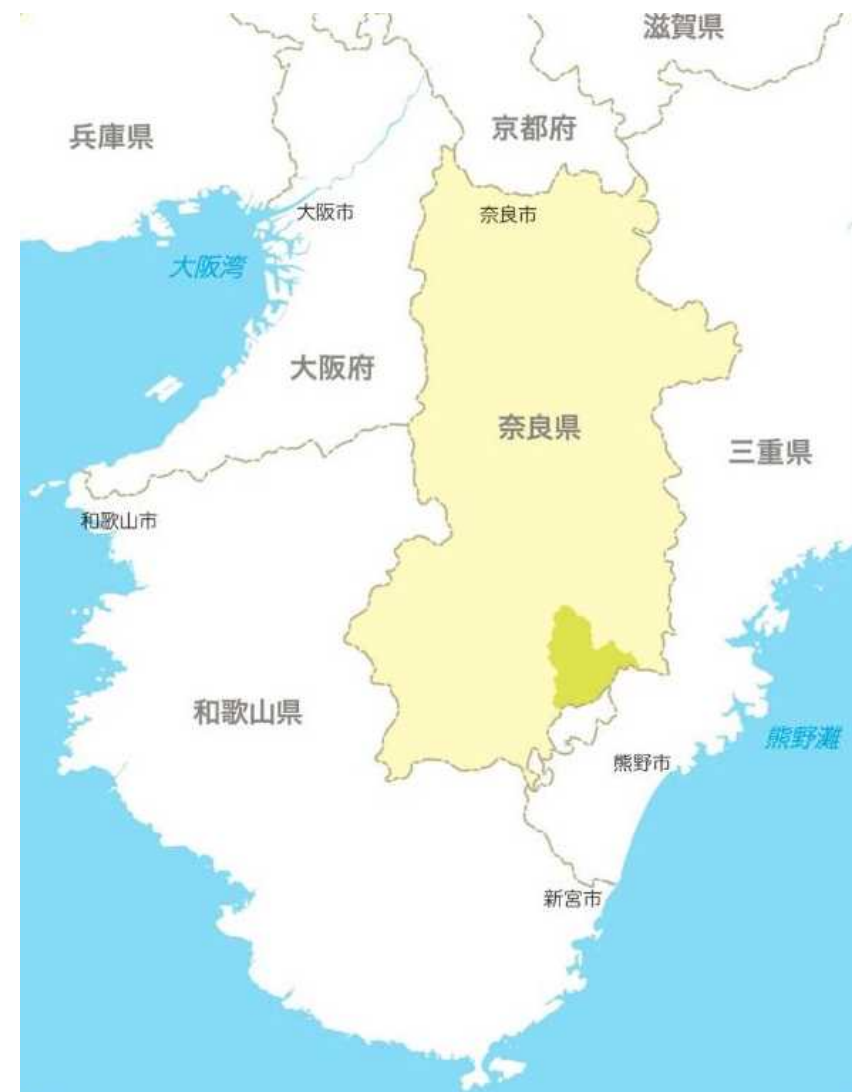 滋賀県
兵庫県
京都府
大阪市
奈良市
大阪湾
大阪府
奈良県
三重県
和歌山市
和歌山県
熊野灘
熊野市
新宮市